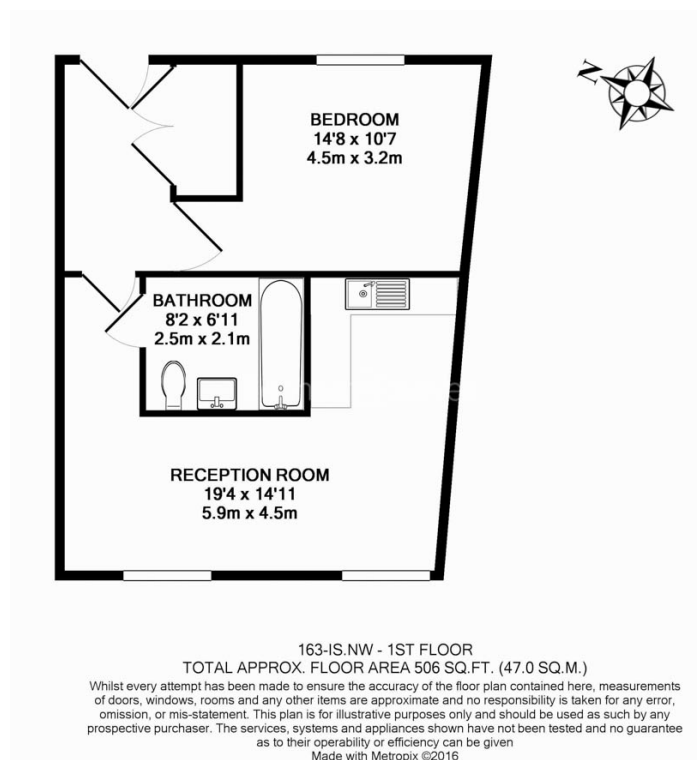 N
BEDROOM
14'8 x 10'7
4.5m x 3.2m
BATHROOM
8'2 x 6'11
2.5m x 2.1m
RECEPTION ROOM
19'4 x 14'11
5.9m x 4.5m
163-IS.NW - 1ST FLOOR
TOTAL APPROX. FLOOR AREA 506 SQ.FT. (47.0 SQ.M.)
Whilst every attempt has been made to ensure the accuracy of the floor plan contained here, measurements
of doors, windows, rooms and any other items are approximate and no responsibility is taken for any error,
omission, or mis-statement. This plan is for illustrative purposes only and should be used as such by any
prospective purchaser. The services, systems and appliances shown have not been tested and no guarantee
as to their operability or efficiency can be given
Made with Metropix ©2016